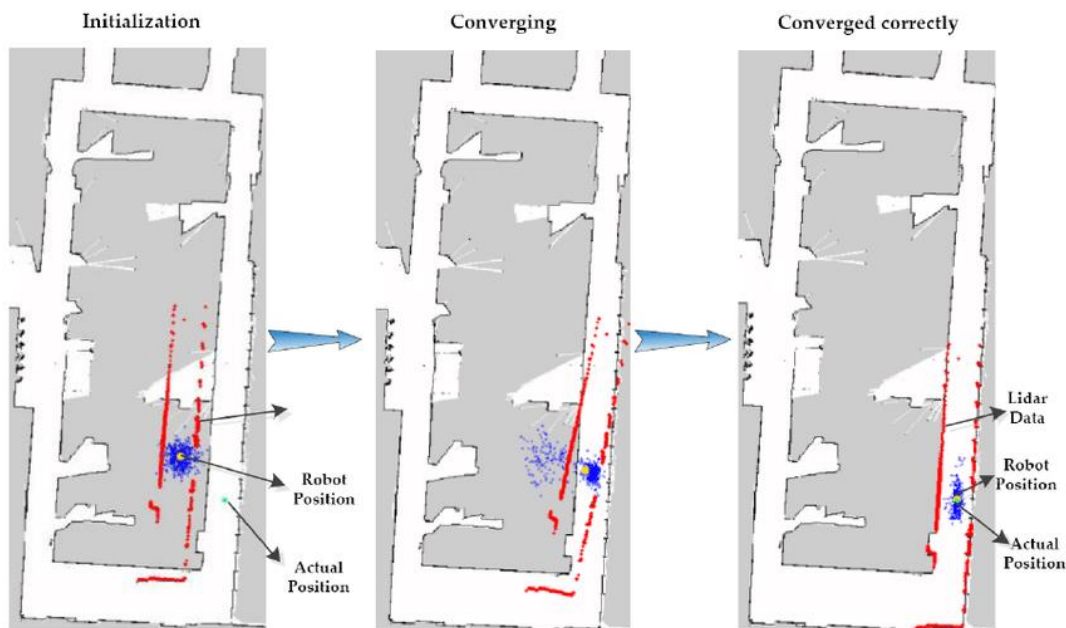 Initialization
Converging
Converged correctly
Robot
Position
Actual
Position
Lidar
Data
Robot
Position
Actual
Position